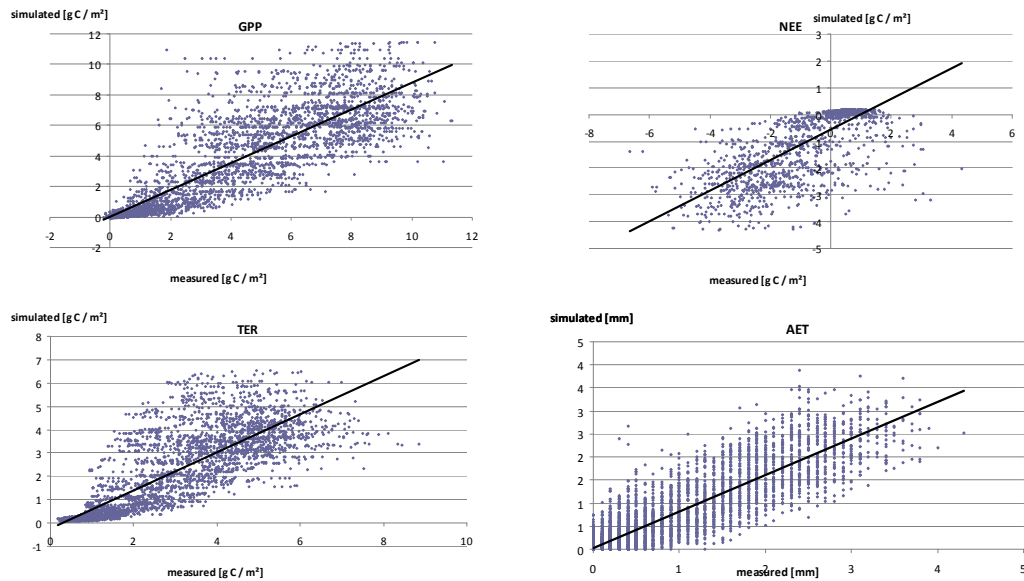 simulated [g C / m²]
GPP
12
10
8
6
4
2
0
-2
-2 0 2 4 6 8 10 12
measured [g C / m²]
simulated [g C / m²]
NEE
3
2
1
0
-1
-2
-3
-4
-5
-8 -6 -4 -2 0 2 4 6
measured [g C / m²]
simulated [g C / m²]
TER
8
7
6
5
4
3
2
1
0
-1
0 2 4 6 8 10
measured [g C / m²]
simulated [mm]
AET
5
4
4
3
3
2
2
1
1
0
0 1 2 3 4 5
measured [mm]